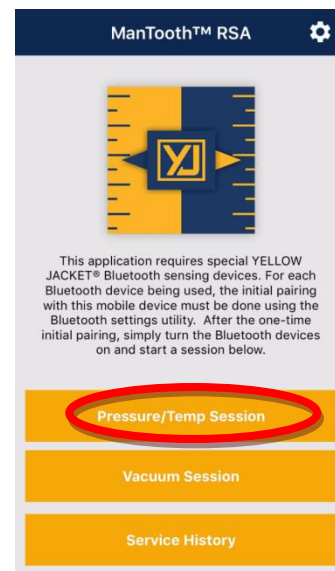 ManTooth™ RSA
YJ
This application requires special YELLOW
JACKET® Bluetooth sensing devices. For each
Bluetooth device being used, the initial pairing
with this mobile device must be done using the
Bluetooth settings utility. After the one-time
initial pairing, simply turn the Bluetooth devices
on and start a session below.
Pressure/Temp Session
Vacuum Session
Service History